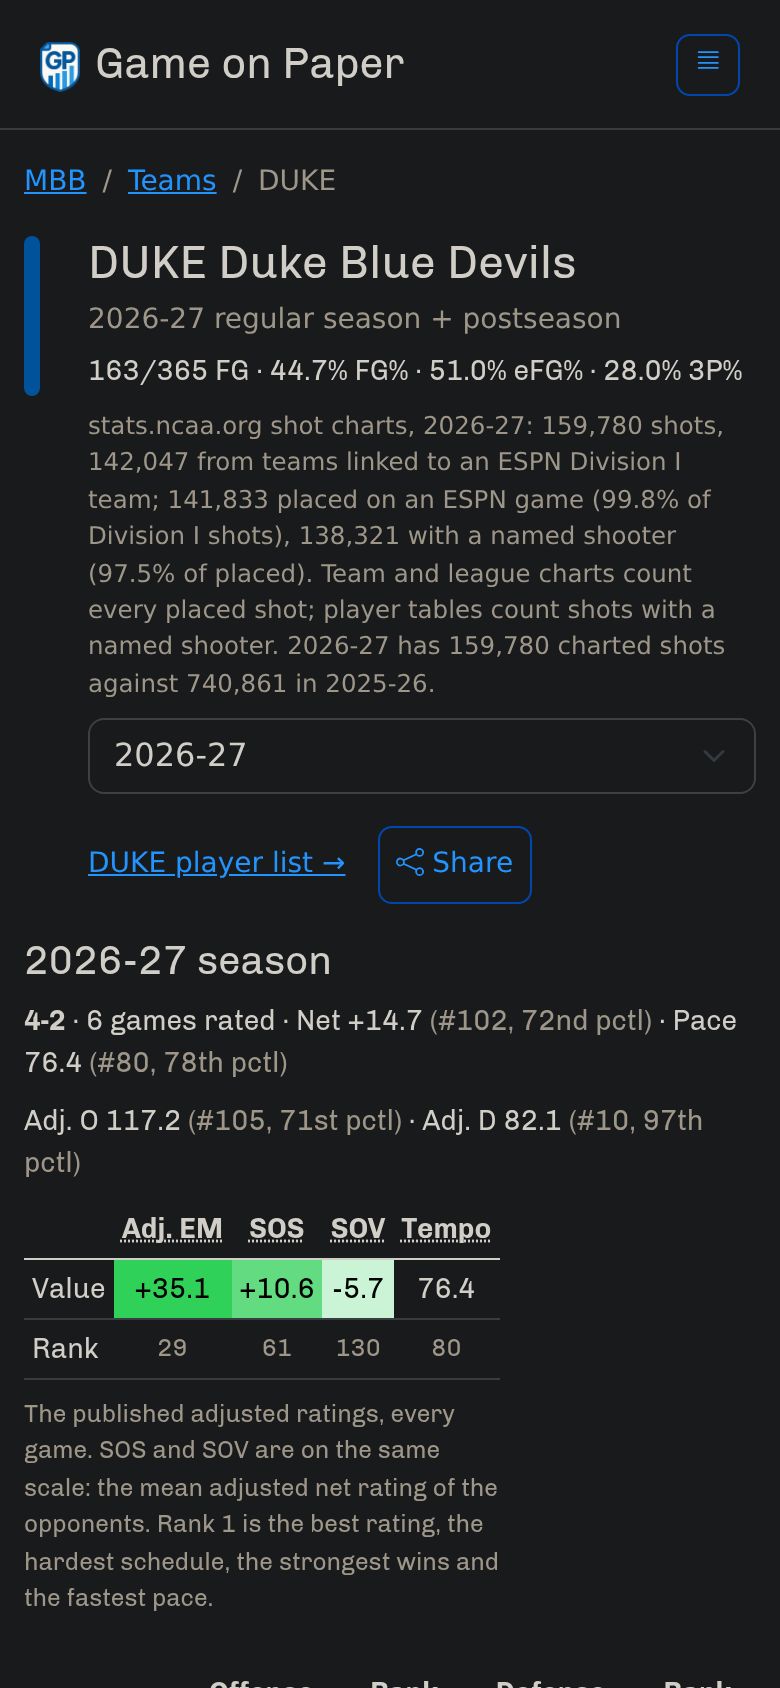 GP Game on Paper
MBB / Teams / DUKE
DUKE Duke Blue Devils
2026-27 regular season + postseason
163/365 FG · 44.7% FG% · 51.0% eFG% · 28.0% 3P%
stats.ncaa.org shot charts, 2026-27: 159,780 shots,
142,047 from teams linked to an ESPN Division I
team; 141,833 placed on an ESPN game (99.8% of
Division I shots), 138,321 with a named shooter
(97.5% of placed). Team and league charts count
every placed shot; player tables count shots with a
named shooter. 2026-27 has 159,780 charted shots
against 740,861 in 2025-26.
2026-27
DUKE player list → Share
2026-27 season
4-2 · 6 games rated · Net +14.7 (#102, 72nd pctl) · Pace
76.4 (#80, 78th pctl)
Adj. O 117.2 (#105, 71st pctl) · Adj. D 82.1 (#10, 97th
pctl)
Adj. EM SOS SOV Tempo
Value +35.1 +10.6 -5.7 76.4
Rank 29 61 130 80
The published adjusted ratings, every
game. SOS and SOV are on the same
scale: the mean adjusted net rating of the
opponents. Rank 1 is the best rating, the
hardest schedule, the strongest wins and
the fastest pace.
Offense Rank Defense Rank